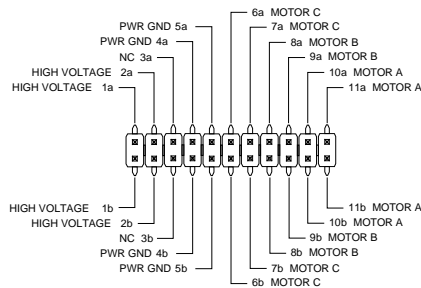 6a MOTOR C
PWR GND 5a 7a MOTOR C
PWR GND 4a 8a MOTOR B
NC 3a 9a MOTOR B
HIGH VOLTAGE 2a 10a MOTOR A
HIGH VOLTAGE 1a 11a MOTOR A
HIGH VOLTAGE 1b 11b MOTOR A
HIGH VOLTAGE 2b 10b MOTOR A
NC 3b 9b MOTOR B
PWR GND 4b 8b MOTOR B
PWR GND 5b 7b MOTOR C
6b MOTOR C